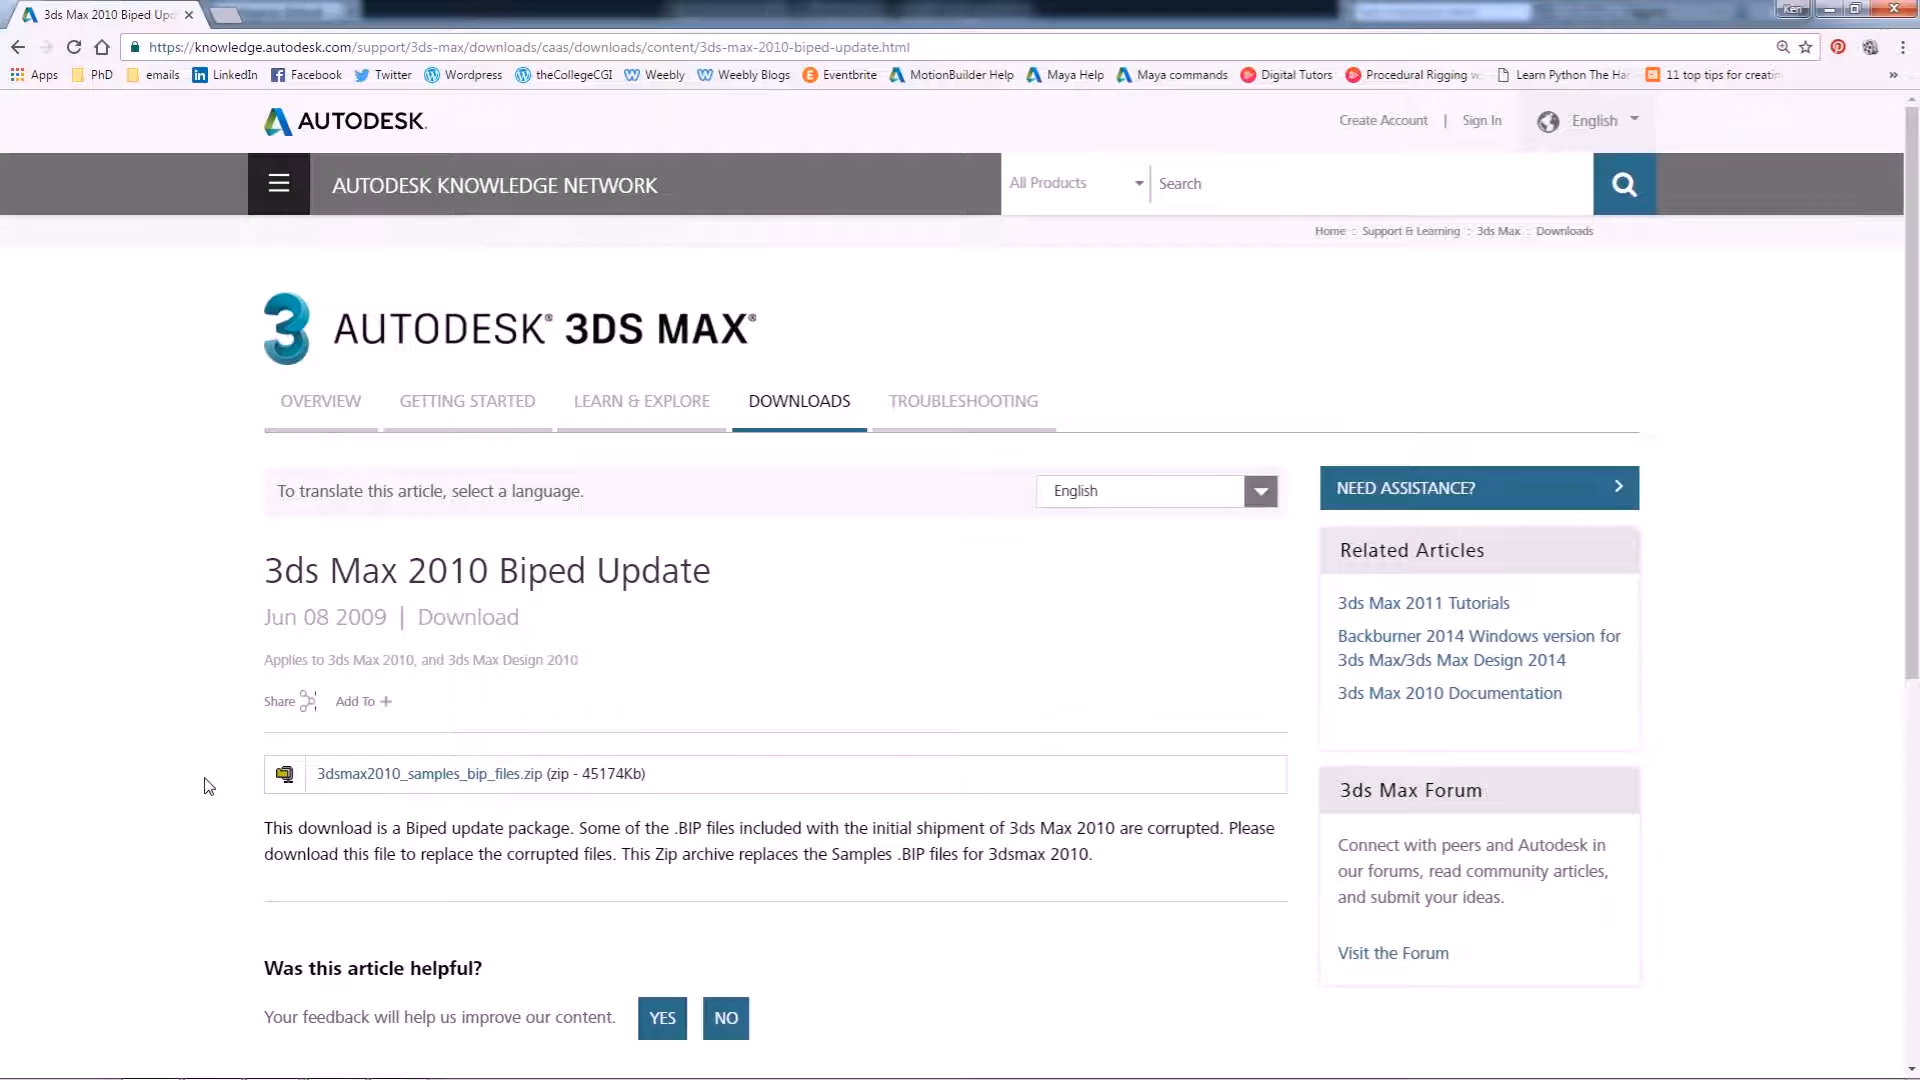 3ds Max 2010 Biped Upd
Ken
https://knowledge.autodesk.com/support/3ds-max/downloads/caas/downloads/content/3ds-max-2010-biped-update.html
Apps PhD emails LinkedIn Facebook Twitter Wordpress theCollegeCGI Weebly Weebly Blogs Eventbrite MotionBuilder Help Maya Help Maya commands Digital Tutors Procedural Rigging w Learn Python The Ha 11 top tips for creatin »
AUTODESK.
Create Account | Sign In English
AUTODESK KNOWLEDGE NETWORK
All Products Search
Home :: Support & Learning :: 3ds Max :: Downloads
3 AUTODESK® 3DS MAX®
OVERVIEW GETTING STARTED LEARN & EXPLORE DOWNLOADS TROUBLESHOOTING
To translate this article, select a language. English
3ds Max 2010 Biped Update
Jun 08 2009 | Download
Applies to 3ds Max 2010, and 3ds Max Design 2010
Share Add To +
3dsmax2010_samples_bip_files.zip (zip - 45174Kb)
This download is a Biped update package. Some of the .BIP files included with the initial shipment of 3ds Max 2010 are corrupted. Please
download this file to replace the corrupted files. This Zip archive replaces the Samples .BIP files for 3dsmax 2010.
Was this article helpful?
Your feedback will help us improve our content. YES NO
NEED ASSISTANCE?
Related Articles
3ds Max 2011 Tutorials
Backburner 2014 Windows version for
3ds Max/3ds Max Design 2014
3ds Max 2010 Documentation
3ds Max Forum
Connect with peers and Autodesk in
our forums, read community articles,
and submit your ideas.
Visit the Forum